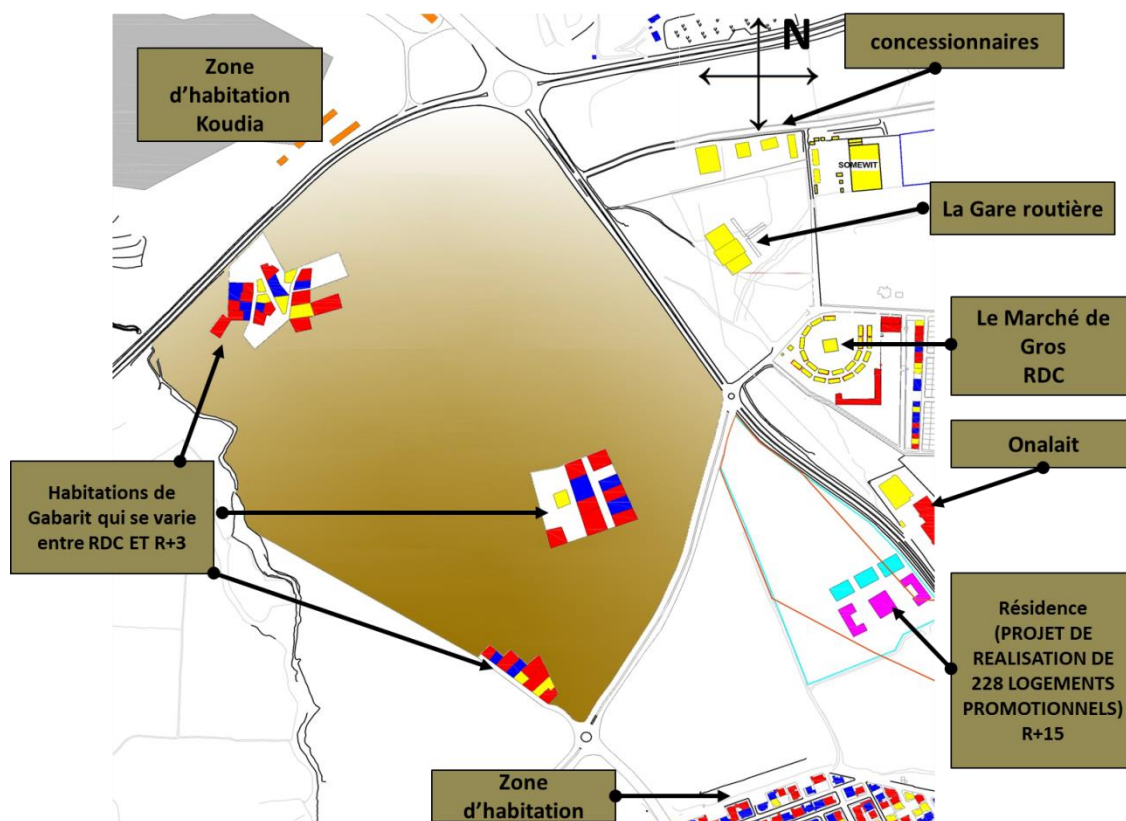 Zone
d'habitation
Koudia
N
concessionnaires
SOMEWIT
La Gare routière
Le Marché de
Gros
RDC
Onalait
Habitations de
Gabarit qui se varie
entre RDC ET R+3
Résidence
(PROJET DE
REALISATION DE
228 LOGEMENTS
PROMOTIONNELS)
R+15
Zone
d'habitation